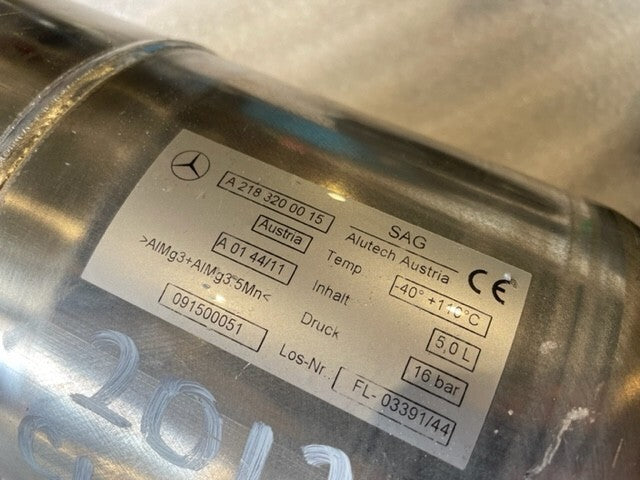 A 218 320 00 15
Austria
A 01 44/11
>AlMg3+AlMg3·5Mn<
091500051
SAG
Alutech Austria
CE
Temp -40° +110°C
Inhalt 5,0 L
Druck 16 bar
Los-Nr. FL- 03391/44
2012